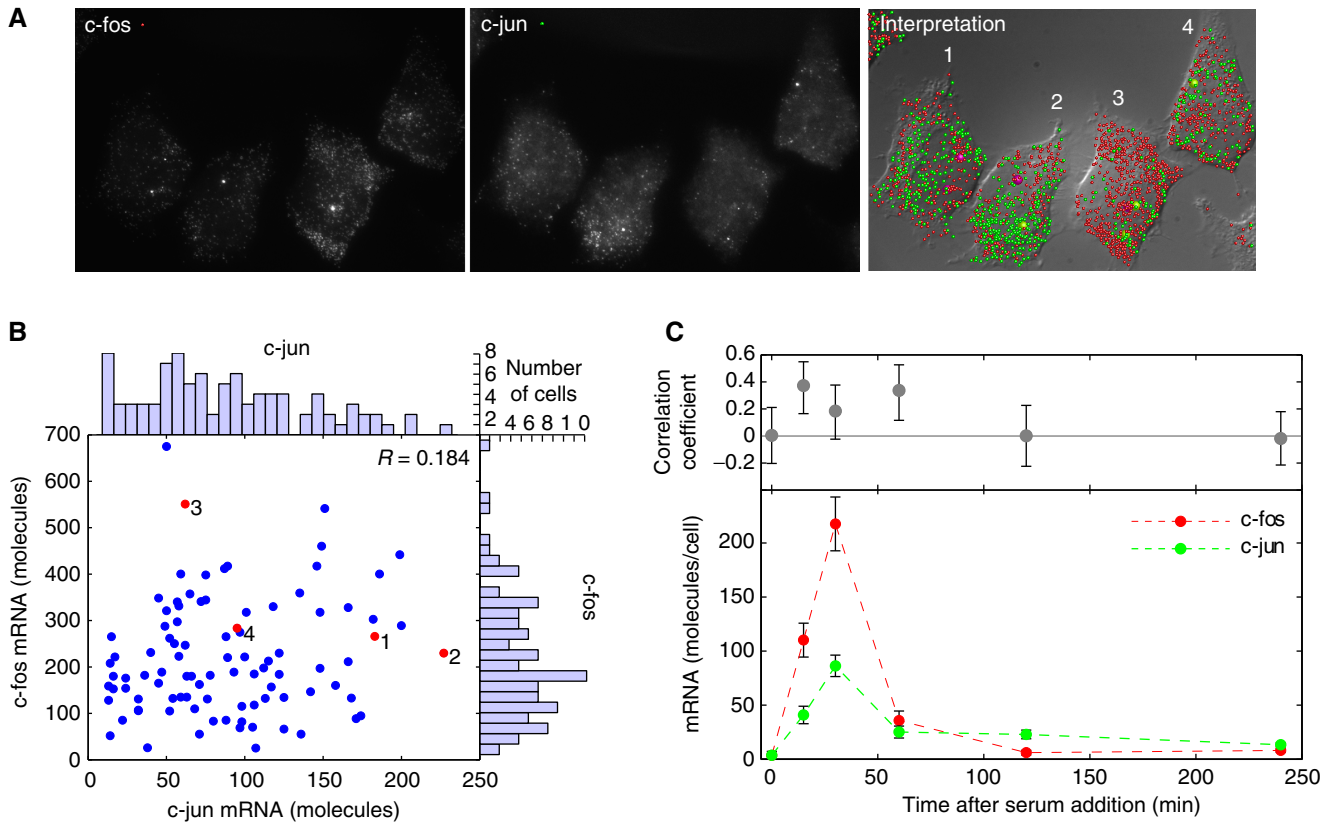 A
c-fos
c-jun
Interpretation
1
2
3
4
B
c-jun
8
6
4
2
Number
of cells
4 6 8 1 0
c-fos
R = 0.184
3
4
1
2
700
600
500
400
300
200
100
0
0 50 100 150 200 250
c-fos mRNA (molecules)
c-jun mRNA (molecules)
C
Correlation
coefficient
0.6
0.4
0.2
0
−0.2
mRNA (molecules/cell)
200
150
100
50
0
c-fos
c-jun
0 50 100 150 200 250
Time after serum addition (min)